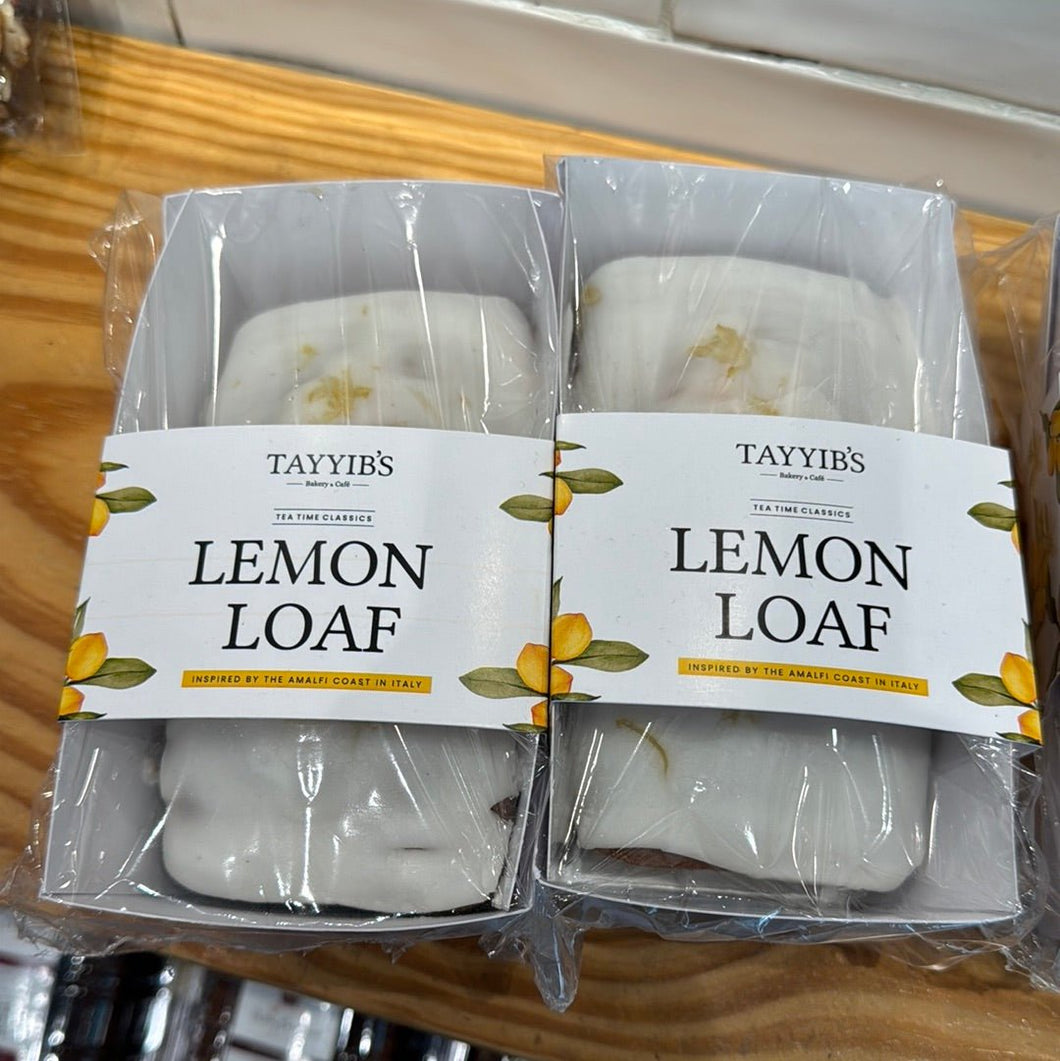 TAYYIB'S
Bakery & Café
TEA TIME CLASSICS
LEMON
LOAF
INSPIRED BY THE AMALFI COAST IN ITALY
TAYYIB'S
Bakery & Café
TEA TIME CLASSICS
LEMON
LOAF
INSPIRED BY THE AMALFI COAST IN ITALY